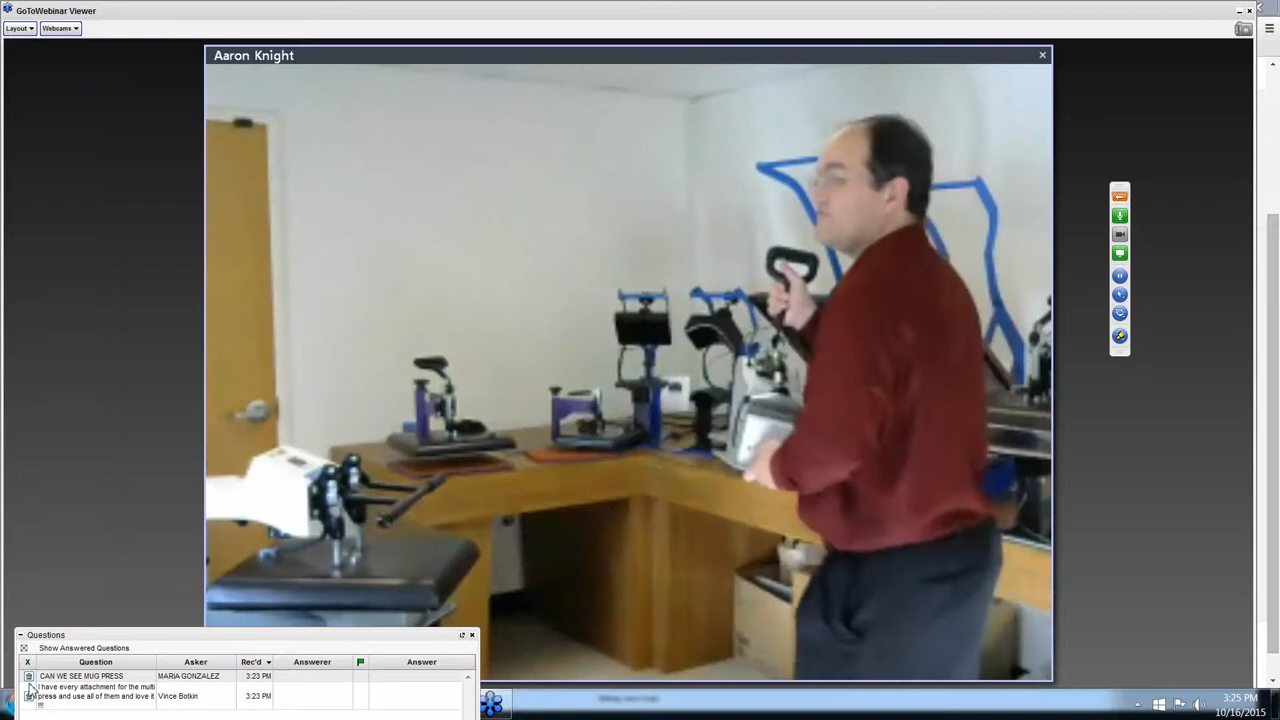 GoToWebinar Viewer
Layout
Webcams
Aaron Knight
Questions
Show Answered Questions
X Question Asker Rec'd Answerer Answer
CAN WE SEE MUG PRESS MARIA GONZALEZ 3:23 PM
I have every attachment for the multi
press and use all of them and love it Vince Botkin 3:23 PM
!!!
3:25 PM
10/16/2015